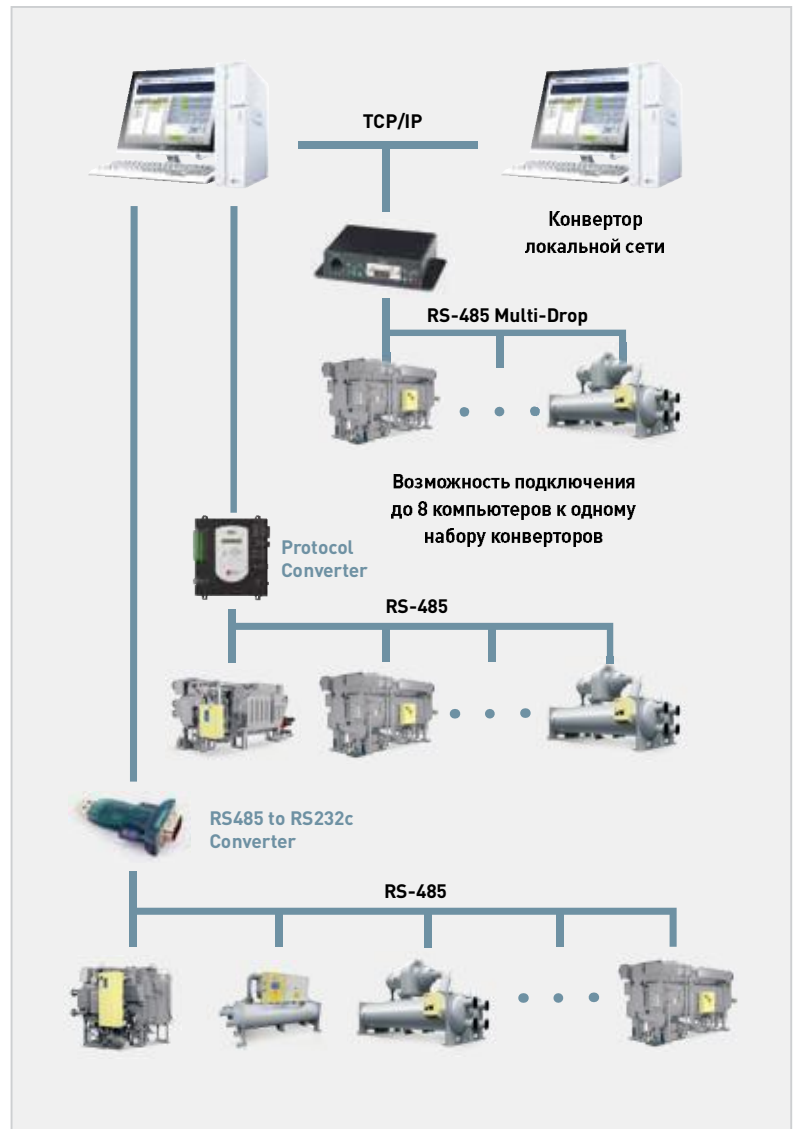 TCP/IP
Конвертор
локальной сети
RS-485 Multi-Drop
Возможность подключения
до 8 компьютеров к одному
набору конверторов
Protocol
Converter
RS-485
RS485 to RS232c
Converter
RS-485